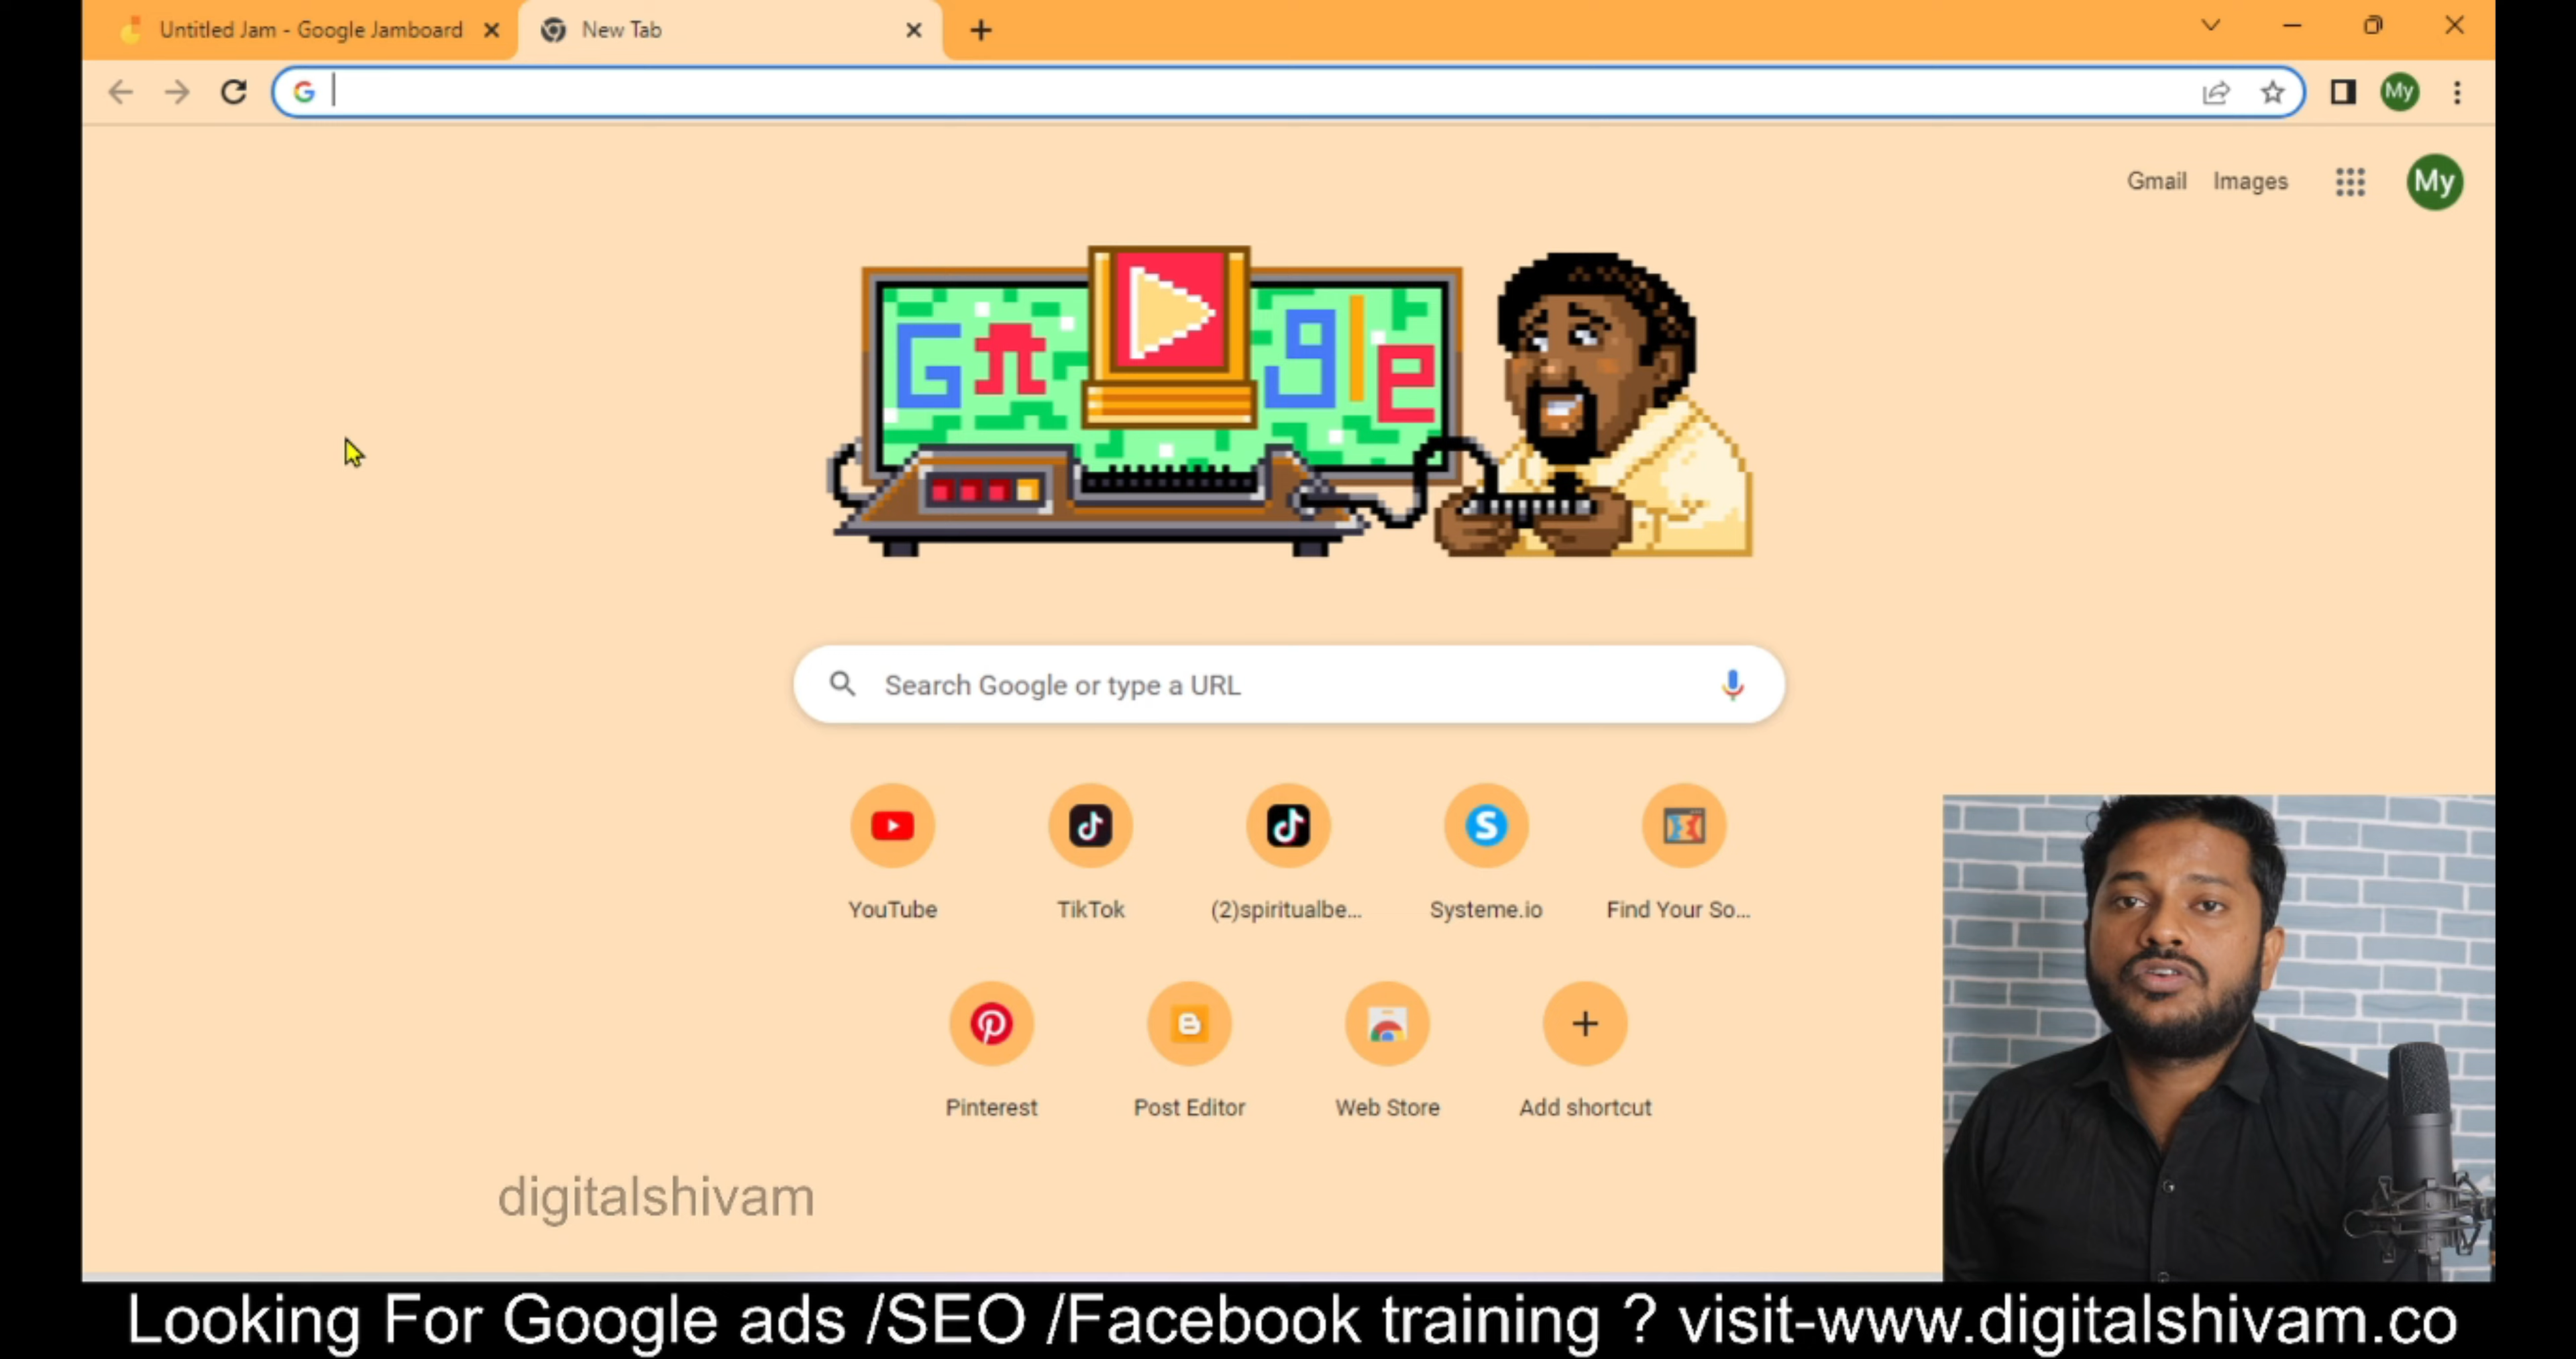 Untitled Jam - Google Jamboard
New Tab
My
Gmail Images My
Google
Search Google or type a URL
YouTube TikTok (2)spiritualbe... Systeme.io Find Your So...
Pinterest Post Editor Web Store Add shortcut
digitalshivam
Looking For Google ads /SEO /Facebook training ? visit-www.digitalshivam.co